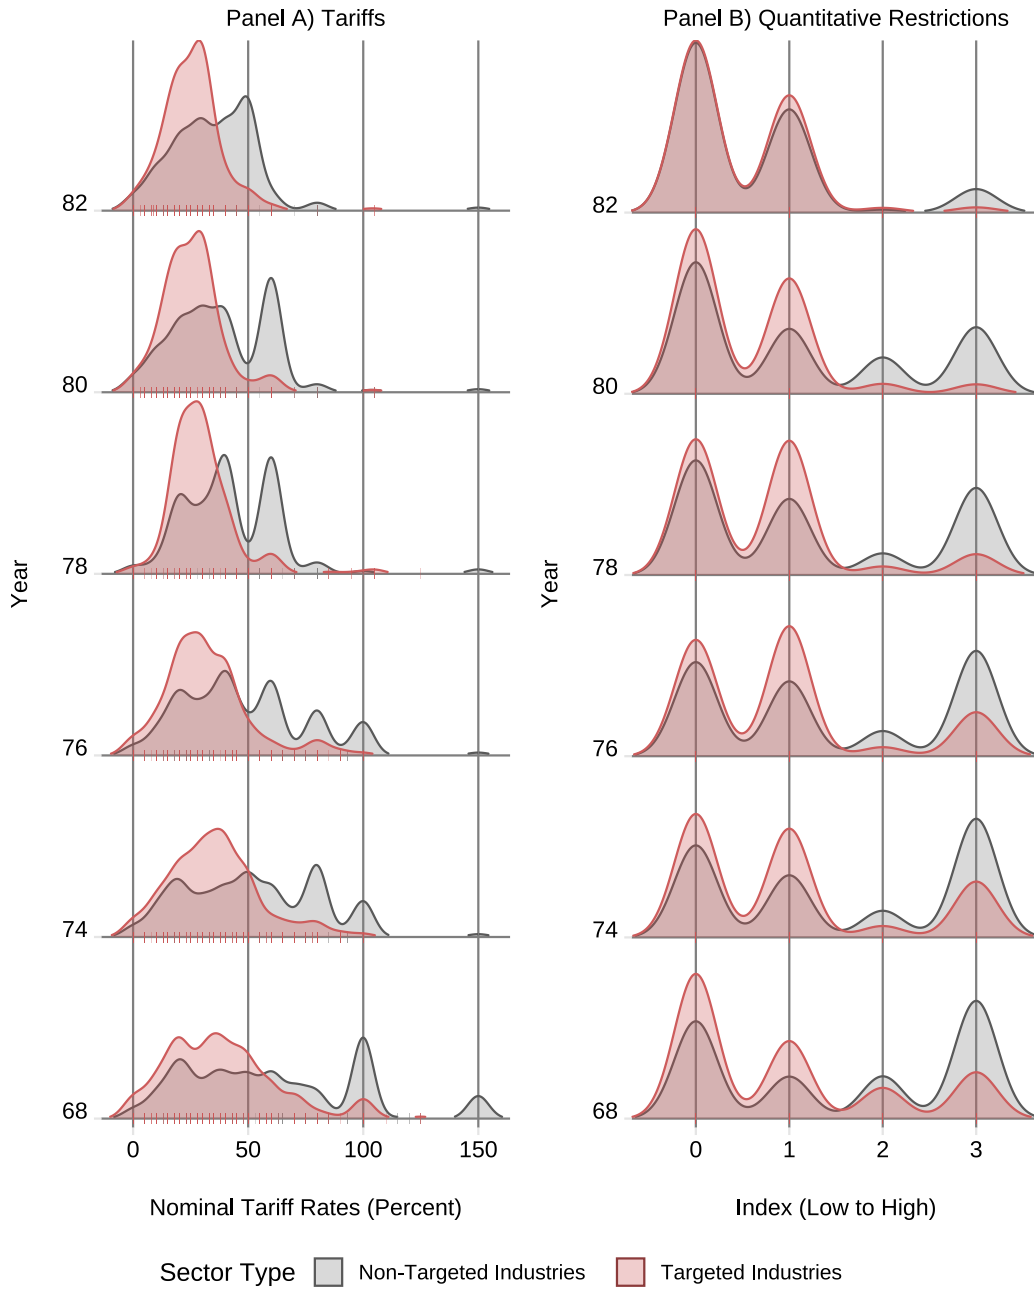 Panel A) Tariffs
Panel B) Quantitative Restrictions
82
82
80
80
78
78
Year
Year
76
76
74
74
68
68
0 50 100 150
0 1 2 3
Nominal Tariff Rates (Percent)
Index (Low to High)
Sector Type Non-Targeted Industries Targeted Industries